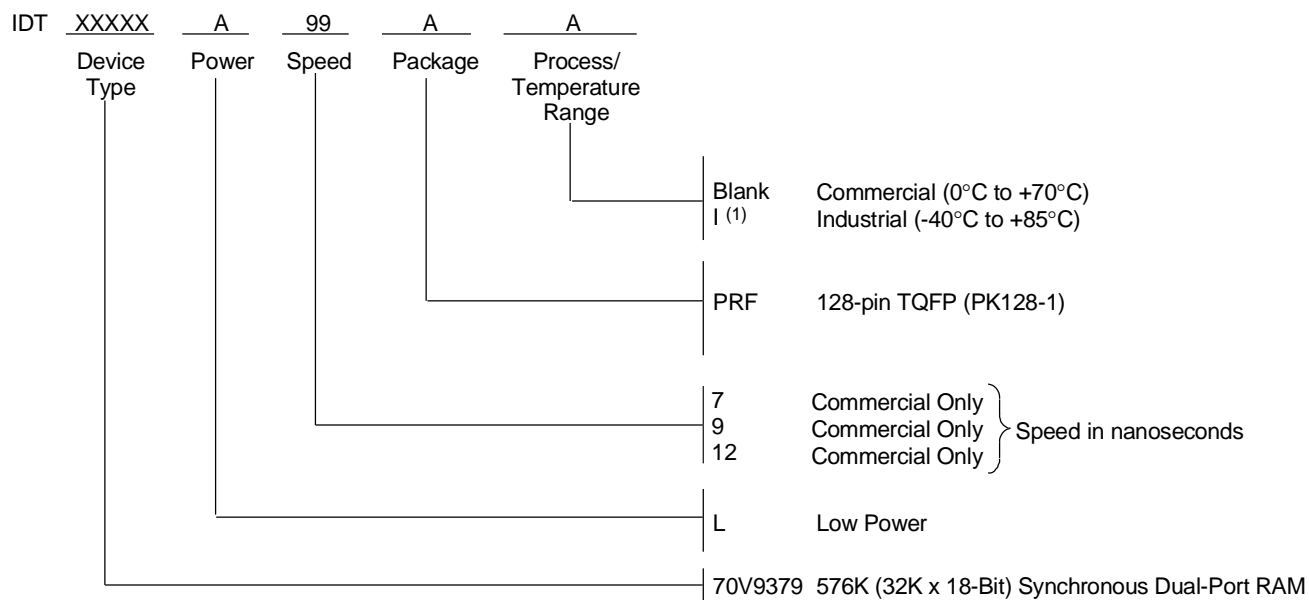 IDT XXXXX A 99 A A
Device Type Power Speed Package Process/ Temperature Range
Blank Commercial (0°C to +70°C)
I (1) Industrial (-40°C to +85°C)
PRF 128-pin TQFP (PK128-1)
7 Commercial Only
9 Commercial Only Speed in nanoseconds
12 Commercial Only
L Low Power
70V9379 576K (32K x 18-Bit) Synchronous Dual-Port RAM